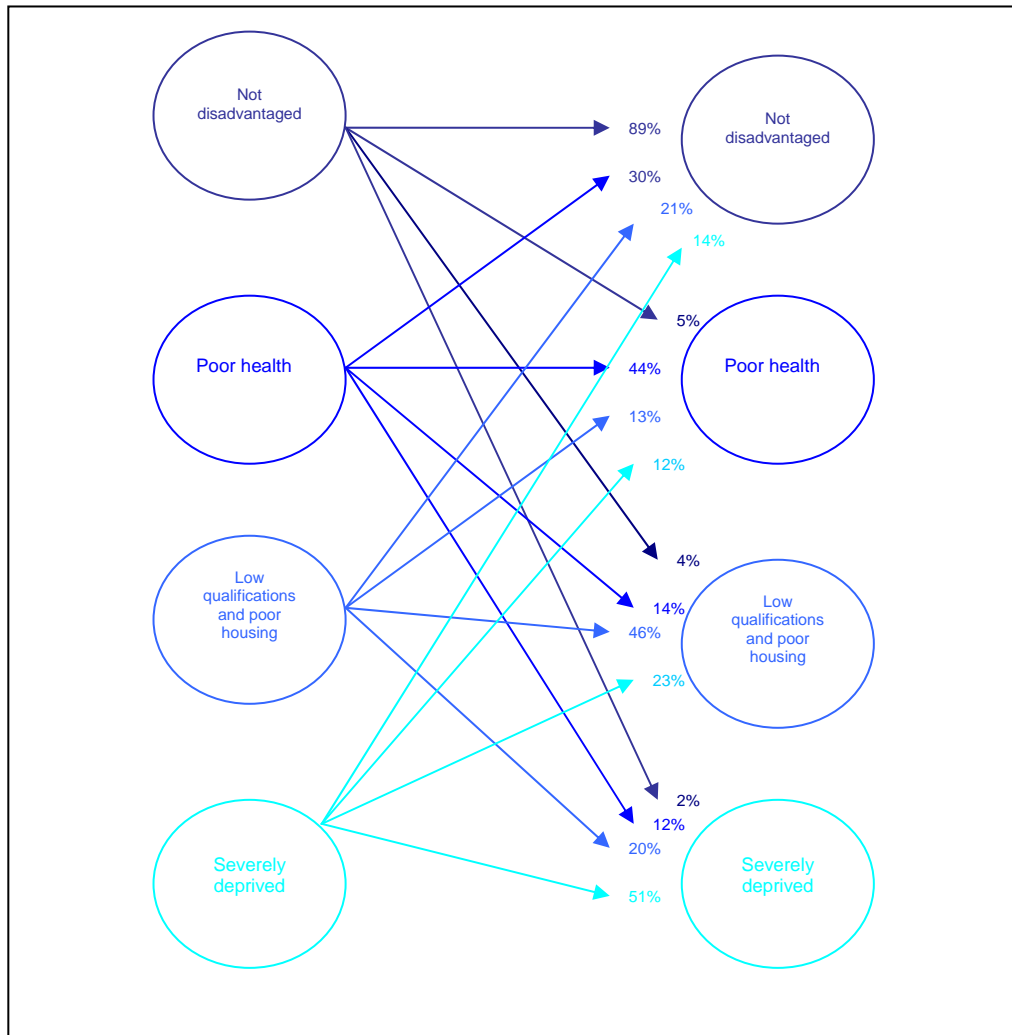 Not
disadvantaged
Not
disadvantaged
89%
30%
21%
14%
5%
Poor health
44%
Poor health
13%
12%
4%
Low
qualifications
and poor
housing
14%
46%
Low
qualifications
and poor
housing
23%
2%
12%
20%
Severely
deprived
51%
Severely
deprived